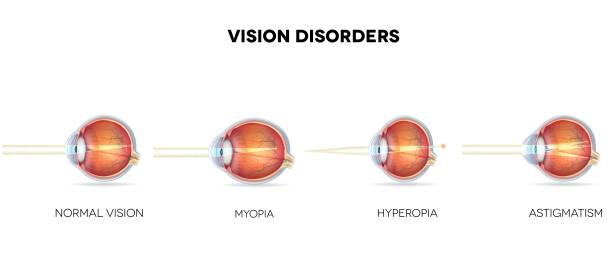 VISION DISORDERS
NORMAL VISION
MYOPIA
HYPEROPIA
ASTIGMATISM